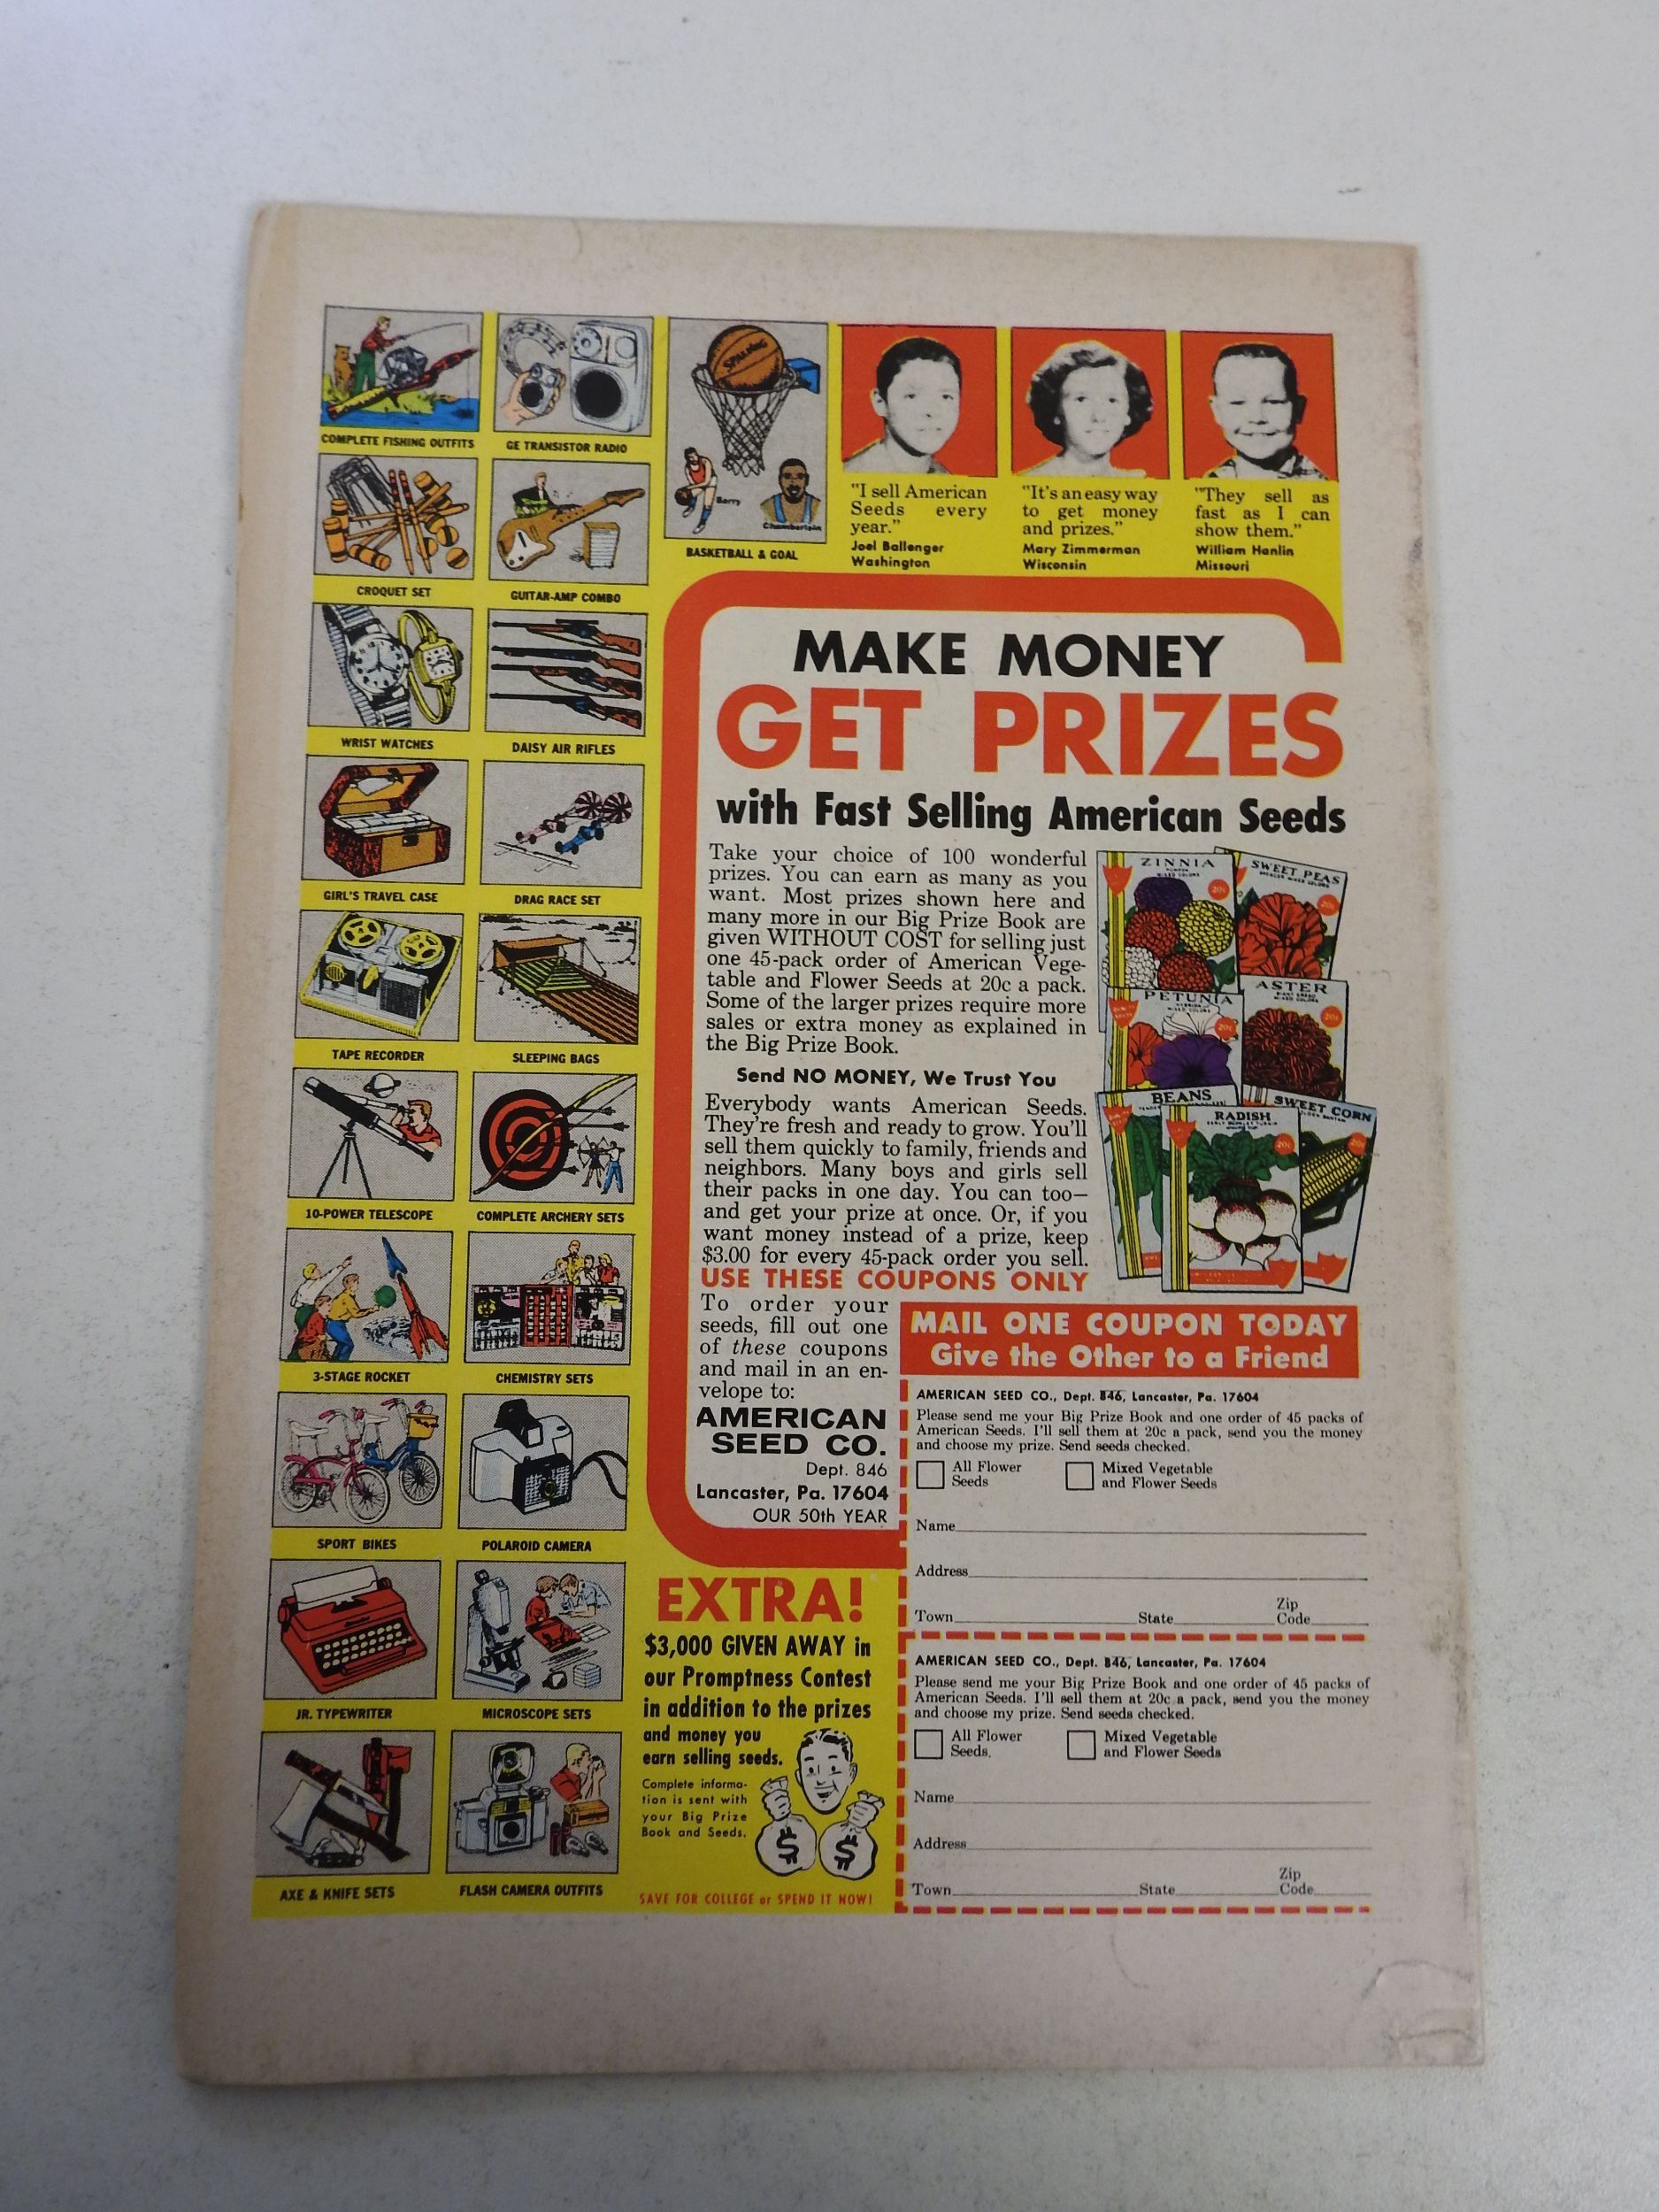 COMPLETE FISHING OUTFITS
GE TRANSISTOR RADIO
SPALDING
Barry
Chamberlain
BASKETBALL & GOAL
CROQUET SET
GUITAR-AMP COMBO
WRIST WATCHES
DAISY AIR RIFLES
GIRL'S TRAVEL CASE
DRAG RACE SET
TAPE RECORDER
SLEEPING BAGS
10-POWER TELESCOPE
COMPLETE ARCHERY SETS
3-STAGE ROCKET
CHEMISTRY SETS
SPORT BIKES
POLAROID CAMERA
JR. TYPEWRITER
MICROSCOPE SETS
AXE & KNIFE SETS
FLASH CAMERA OUTFITS
"I sell American
Seeds every
year."
Joel Ballenger
Washington
"It's an easy way
to get money
and prizes."
Mary Zimmerman
Wisconsin
"They sell as
fast as I can
show them."
William Hanlin
Missouri
MAKE MONEY
GET PRIZES
with Fast Selling American Seeds
Take your choice of 100 wonderful
prizes. You can earn as many as you
want. Most prizes shown here and
many more in our Big Prize Book are
given WITHOUT COST for selling just
one 45-pack order of American Vege-
table and Flower Seeds at 20c a pack.
Some of the larger prizes require more
sales or extra money as explained in
the Big Prize Book.
Send NO MONEY, We Trust You
Everybody wants American Seeds.
They're fresh and ready to grow. You'll
sell them quickly to family, friends and
neighbors. Many boys and girls sell
their packs in one day. You can too—
and get your prize at once. Or, if you
want money instead of a prize, keep
$3.00 for every 45-pack order you sell.
USE THESE COUPONS ONLY
To order your
seeds, fill out one
of these coupons
and mail in an en-
velope to:
AMERICAN
SEED CO.
Dept. 846
Lancaster, Pa. 17604
OUR 50th YEAR
ZINNIA
MIXED COLORS
20c
SWEET PEAS
20c
PETUNIA
MIXED COLORS
20c
ASTER
MIXED COLORS
20c
BEANS
RADISH
20c
SWEET CORN
20c
MAIL ONE COUPON TODAY
Give the Other to a Friend
AMERICAN SEED CO., Dept. 846, Lancaster, Pa. 17604
Please send me your Big Prize Book and one order of 45 packs of
American Seeds. I'll sell them at 20c a pack, send you the money
and choose my prize. Send seeds checked.
All Flower
Seeds
Mixed Vegetable
and Flower Seeds
Name
Address
Town State Zip
Code
AMERICAN SEED CO., Dept. 846, Lancaster, Pa. 17604
Please send me your Big Prize Book and one order of 45 packs of
American Seeds. I'll sell them at 20c a pack, send you the money
and choose my prize. Send seeds checked.
All Flower
Seeds.
Mixed Vegetable
and Flower Seeds
Name
Address
Town State Zip
Code
EXTRA!
$3,000 GIVEN AWAY in
our Promptness Contest
in addition to the prizes
and money you
earn selling seeds.
Complete informa-
tion is sent with
your Big Prize
Book and Seeds.
$ $
SAVE FOR COLLEGE or SPEND IT NOW!